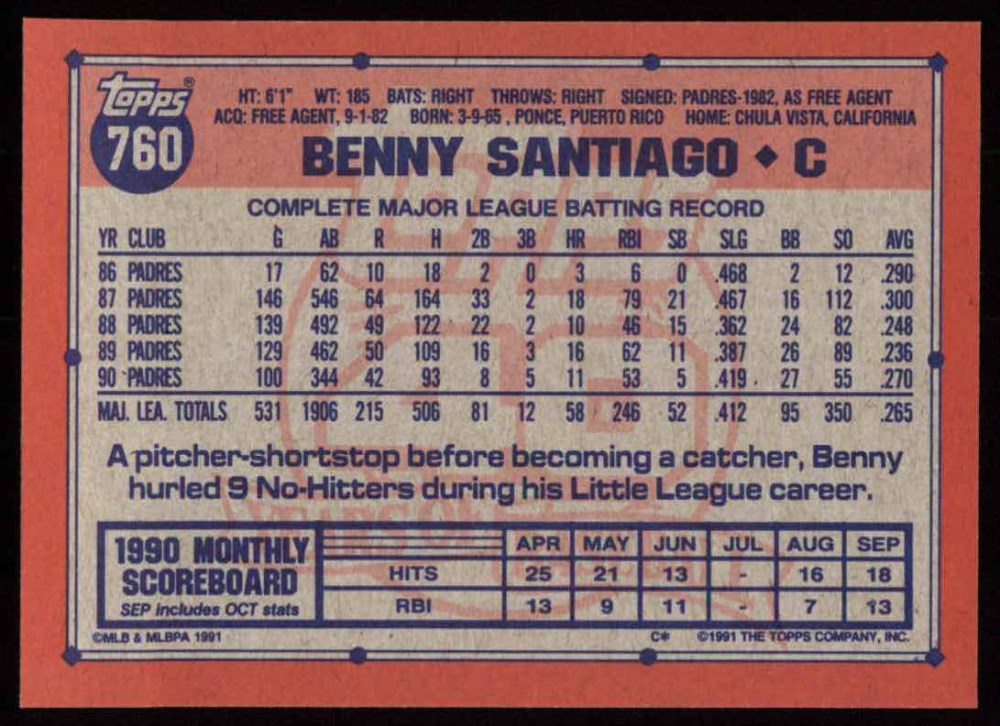 Topps®
760
HT: 6'1" WT: 185 BATS: RIGHT THROWS: RIGHT SIGNED: PADRES-1982, AS FREE AGENT
ACQ: FREE AGENT, 9-1-82 BORN: 3-9-65 , PONCE, PUERTO RICO HOME: CHULA VISTA, CALIFORNIA
BENNY SANTIAGO ◆ C
COMPLETE MAJOR LEAGUE BATTING RECORD
YR CLUB G AB R H 2B 3B HR RBI SB SLG BB SO AVG
86 PADRES 17 62 10 18 2 0 3 6 0 .468 2 12 .290
87 PADRES 146 546 64 164 33 2 18 79 21 .467 16 112 .300
88 PADRES 139 492 49 122 22 2 10 46 15 .362 24 82 .248
89 PADRES 129 462 50 109 16 3 16 62 11 .387 26 89 .236
90 PADRES 100 344 42 93 8 5 11 53 5 .419 27 55 .270
MAJ. LEA. TOTALS 531 1906 215 506 81 12 58 246 52 .412 95 350 .265
A pitcher-shortstop before becoming a catcher, Benny
hurled 9 No-Hitters during his Little League career.
1990 MONTHLY
SCOREBOARD
SEP includes OCT stats
APR MAY JUN JUL AUG SEP
HITS 25 21 13 - 16 18
RBI 13 9 11 - 7 13
©MLB & MLBPA 1991 C* ©1991 THE TOPPS COMPANY, INC.